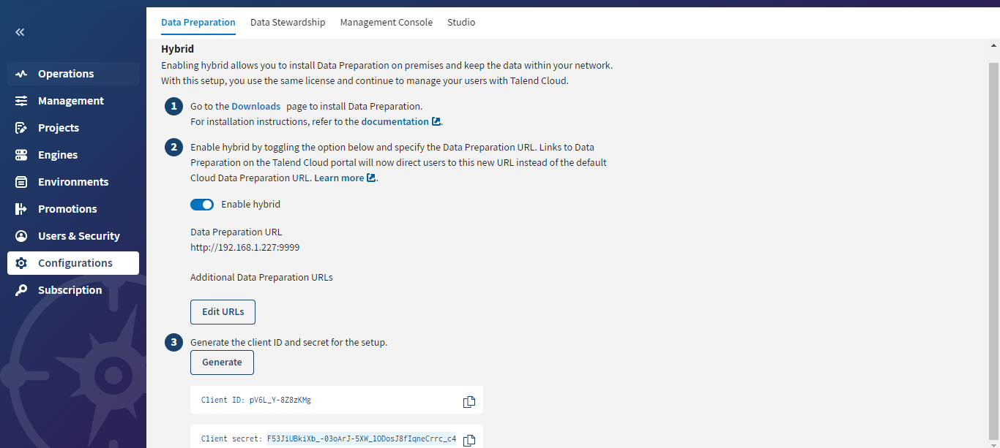 Data Preparation Data Stewardship Management Console Studio
Operations
Management
Projects
Engines
Environments
Promotions
Users & Security
Configurations
Subscription
Hybrid
Enabling hybrid allows you to install Data Preparation on premises and keep the data within your network.
With this setup, you use the same license and continue to manage your users with Talend Cloud.
1 Go to the Downloads page to install Data Preparation.
For installation instructions, refer to the documentation.
2 Enable hybrid by toggling the option below and specify the Data Preparation URL. Links to Data
Preparation on the Talend Cloud portal will now direct users to this new URL instead of the default
Cloud Data Preparation URL. Learn more.
Enable hybrid
Data Preparation URL
http://192.168.1.227:9999
Additional Data Preparation URLs
Edit URLs
3 Generate the client ID and secret for the setup.
Generate
Client ID: pV6L_Y-8Z8zKMg
Client secret: F53JiUBkiXb_-03oArJ-5XW_lODosJ8fIqneCrrc_c4